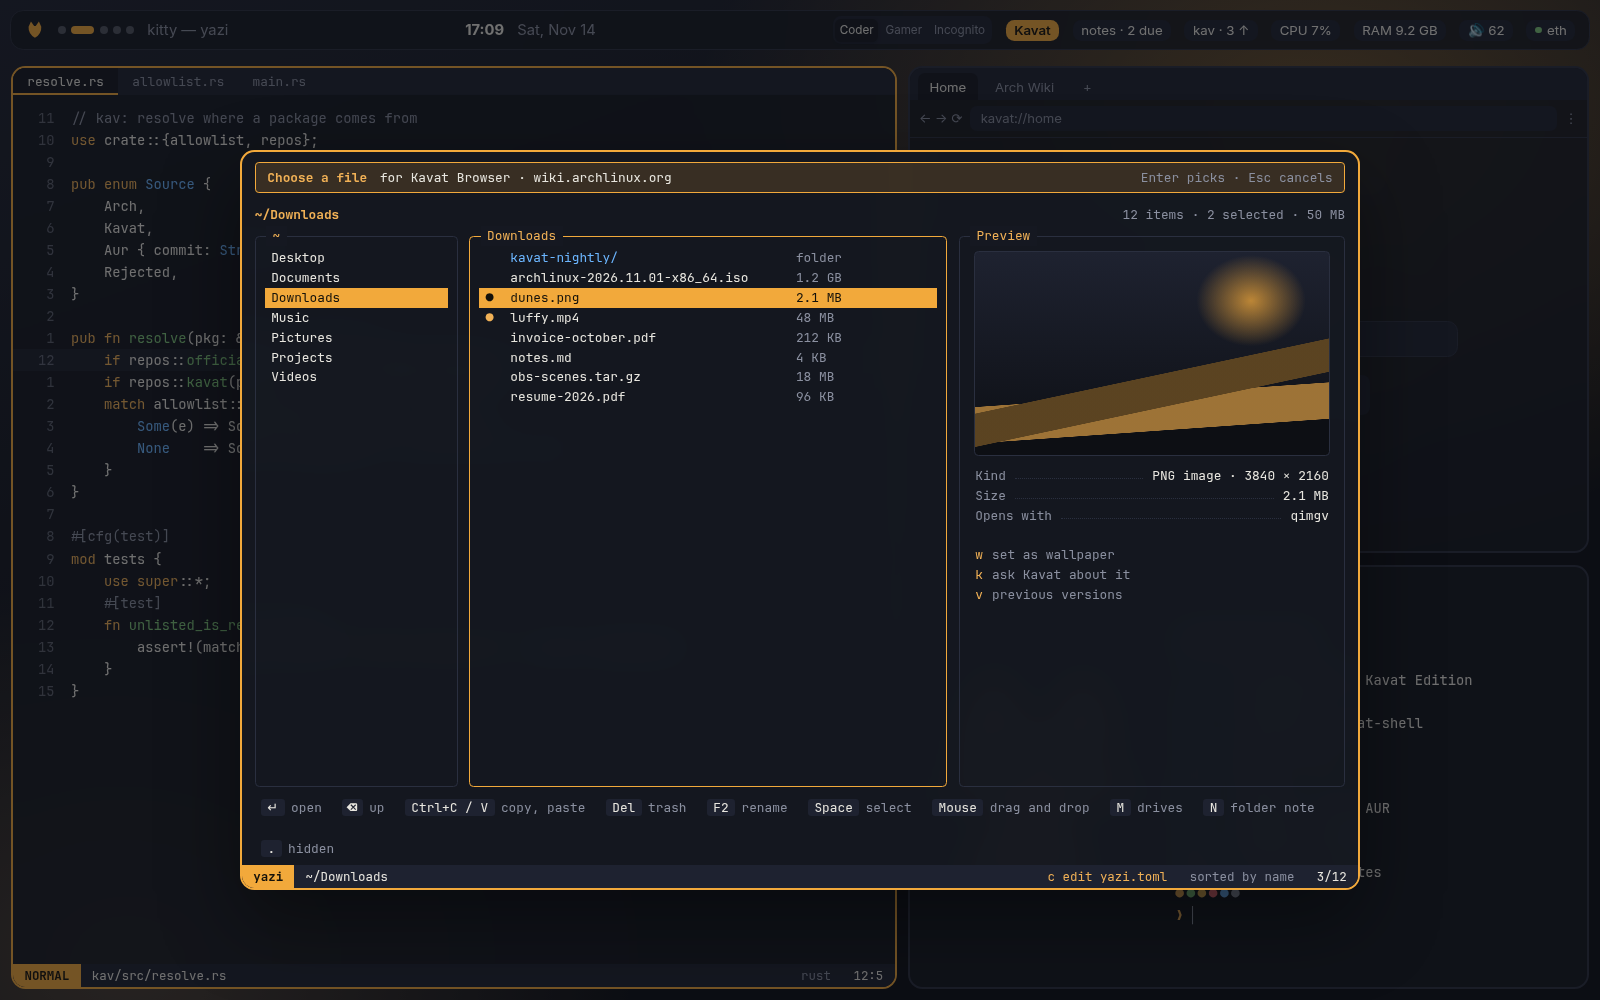 kitty — yazi
17:09 Sat, Nov 14
Coder Gamer Incognito
Kavat
notes · 2 due
kav · 3 ↑
CPU 7%
RAM 9.2 GB
62
eth
resolve.rs allowlist.rs main.rs
11 // kav: resolve where a package comes from
10 use crate::{allowlist, repos};
9
8 pub enum Source {
7 Arch,
6 Kavat,
5 Aur { commit:
4 Rejected,
3 }
2
1 pub fn resolve(pkg:
12 if repos::
1 if repos::kavat(
2 match allowlist::
3 Some(e) =>
4 None =>
5 }
6 }
7
8 #[cfg(test)]
9 mod tests {
10 use super::*;
11 #[test]
12 fn
13 assert!(
14 }
15 }
NORMAL kav/src/resolve.rs rust 12:5
Home Arch Wiki +
← → ⟳ kavat://home ⋮
Choose a file for Kavat Browser · wiki.archlinux.org Enter picks · Esc cancels
~/Downloads 12 items · 2 selected · 50 MB
~
Desktop
Documents
Downloads
Music
Pictures
Projects
Videos
Downloads
kavat-nightly/ folder
archlinux-2026.11.01-x86_64.iso 1.2 GB
● dunes.png 2.1 MB
● luffy.mp4 48 MB
invoice-october.pdf 212 KB
notes.md 4 KB
obs-scenes.tar.gz 18 MB
resume-2026.pdf 96 KB
Preview
Kind PNG image · 3840 × 2160
Size 2.1 MB
Opens with qimgv
w set as wallpaper
k ask Kavat about it
v previous versions
↵ open ⌫ up Ctrl+C / V copy, paste Del trash F2 rename Space select Mouse drag and drop M drives N folder note
. hidden
yazi ~/Downloads c edit yazi.toml sorted by name 3/12
Kavat Edition
AUR
❯